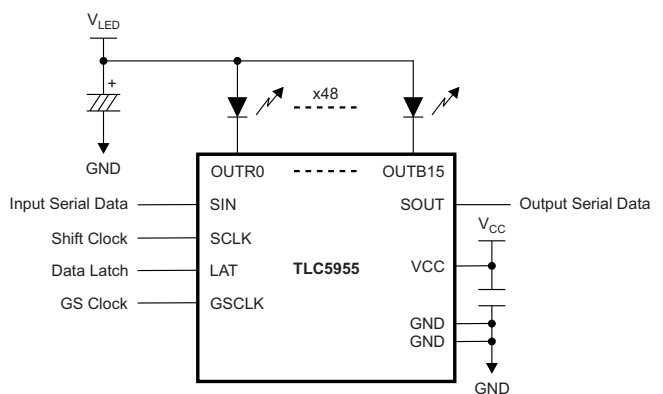 VLED
+
x48
GND
OUTR0 OUTB15
Input Serial Data SIN SOUT Output Serial Data
VCC
Shift Clock SCLK
Data Latch LAT TLC5955 VCC
GS Clock GSCLK
GND
GND
GND